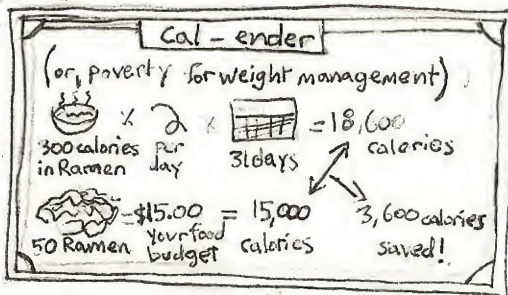 Cal-ender
(or, poverty for weight management)
300 calories in Ramen x 2 per day x 31 days = 18,600 calories
50 Ramen = $15.00 your food budget = 15,000 calories
3,600 calories saved!